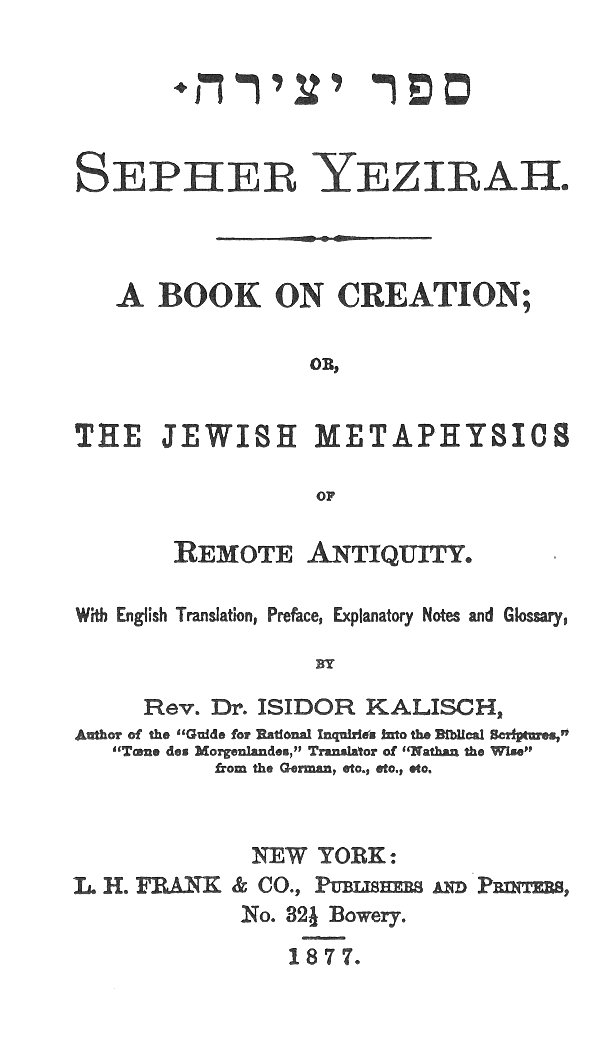 ספר יצירה.
SEPHER YEZIRAH.
A BOOK ON CREATION;
OR,
THE JEWISH METAPHYSICS
OF
REMOTE ANTIQUITY.
With English Translation, Preface, Explanatory Notes and Glossary,
BY
Rev. Dr. ISIDOR KALISCH,
Author of the "Guide for Rational Inquiries into the Biblical Scriptures,"
"Tœne des Morgenlandes," Translator of "Nathan the Wise"
from the German, etc., etc., etc.
NEW YORK:
L. H. FRANK & CO., PUBLISHERS AND PRINTERS,
No. 32½ Bowery.
1877.